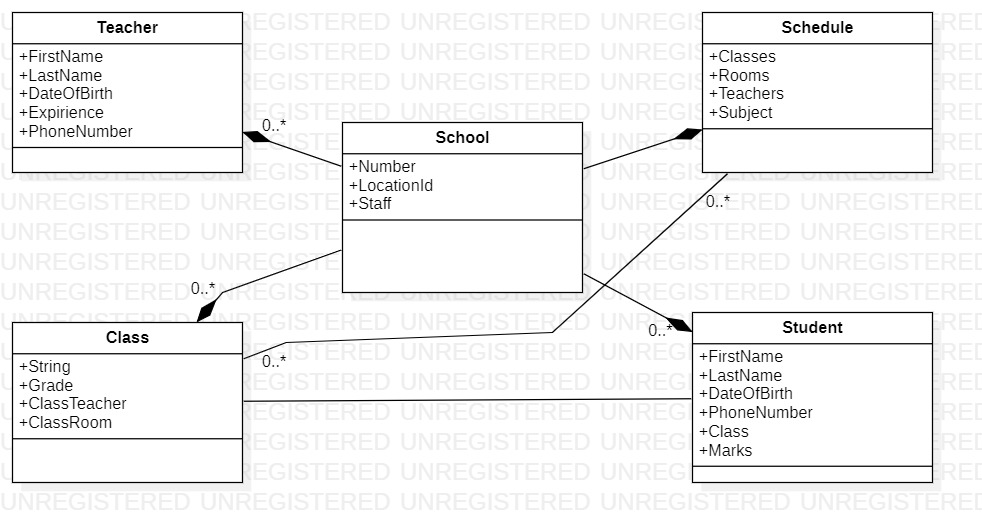 Teacher
+FirstName
+LastName
+DateOfBirth
+Expirience
+PhoneNumber
0..*
School
+Number
+LocationId
+Staff
Schedule
+Classes
+Rooms
+Teachers
+Subject
0..*
0..*
Class
+String
+Grade
+ClassTeacher
+ClassRoom
0..*
0..*
Student
+FirstName
+LastName
+DateOfBirth
+PhoneNumber
+Class
+Marks
UNREGISTERED UNREGISTERED UNREGISTERED UNREGISTERED UNREGISTERED